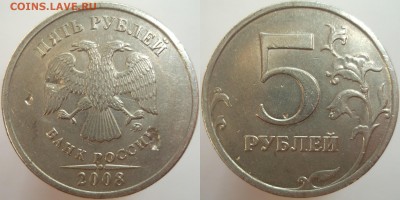 COINS.LAVE.RU
ПЯТЬ РУБЛЕЙ
БАНК РОССИИ
2008
5
РУБЛЕЙ